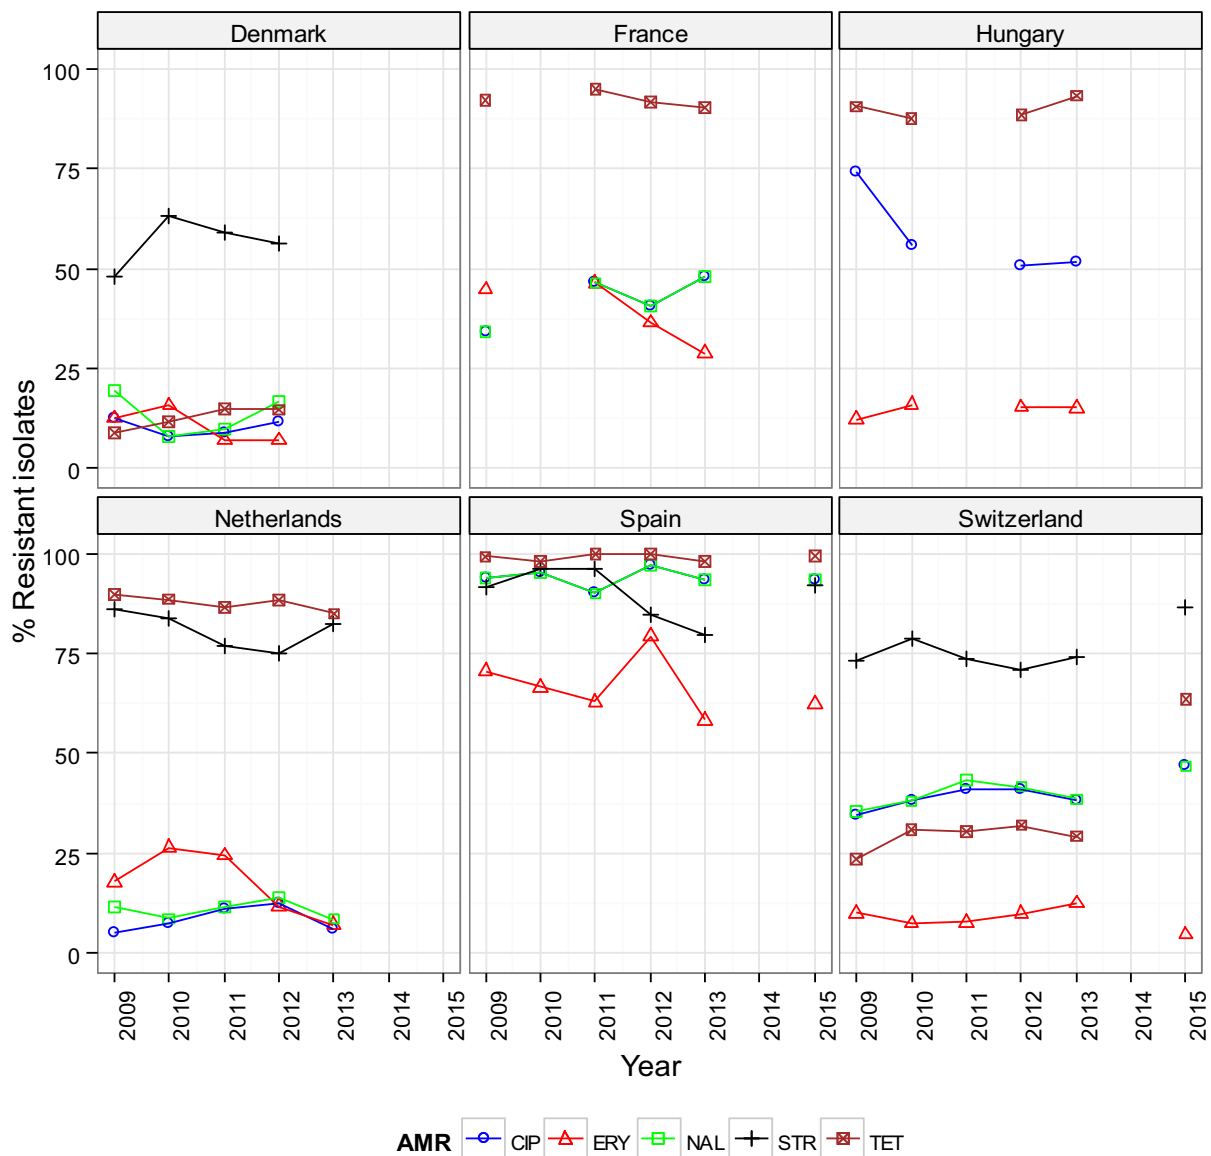 Denmark France Hungary
100
75
50
25
0
Netherlands Spain Switzerland
100
75
50
25
0
% Resistant isolates
2009 2010 2011 2012 2013 2014 2015 2009 2010 2011 2012 2013 2014 2015 2009 2010 2011 2012 2013 2014 2015
Year
AMR CIP ERY NAL STR TET